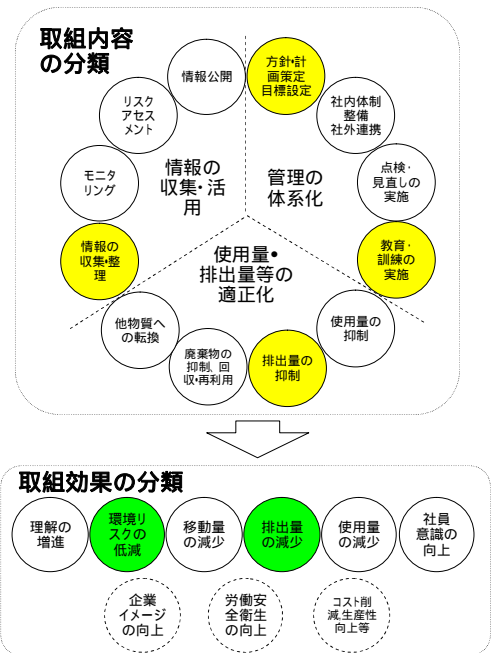 取組内容
の分類
情報公開
方針・計
画策定
目標設定
リスク
アセス
メント
社内体制
整備
社外連携
モニタ
リング
情報の
収集・活
用
管理の
体系化
点検・
見直しの
実施
情報の
収集・整
理
使用量・
排出量等の
適正化
教育・
訓練の
実施
他物質へ
の転換
使用量の
抑制
廃棄物の
抑制、回
収・再利用
排出量の
抑制
取組効果の分類
理解の
増進
環境リ
スクの
低減
移動量
の減少
排出量
の減少
使用量
の減少
社員
意識の
向上
企業
イメージ
の向上
労働安
全衛生
の向上
コスト削
減、生産性
向上等